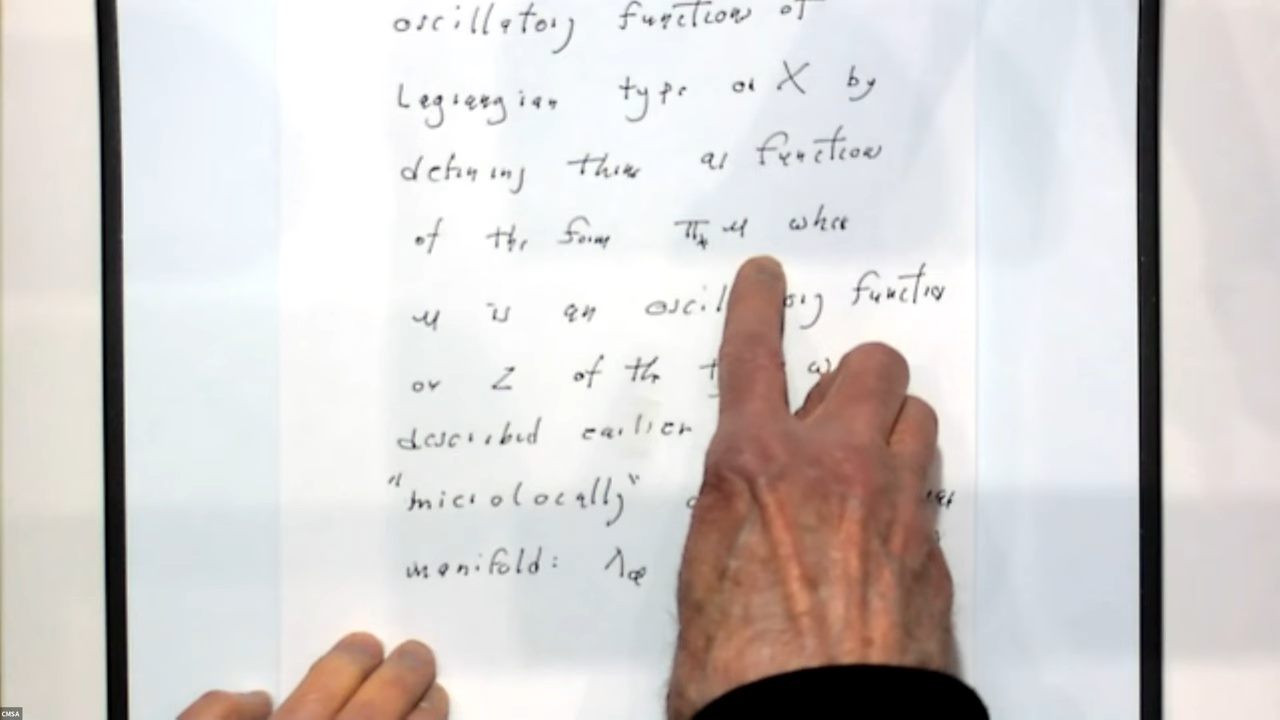 oscillatory function of
Lagrangian type on X by
defining them as function
of the form π* μ where
μ is an function
on Z of the
described earlier
"microlocally"
manifold: Λφ
CMSA